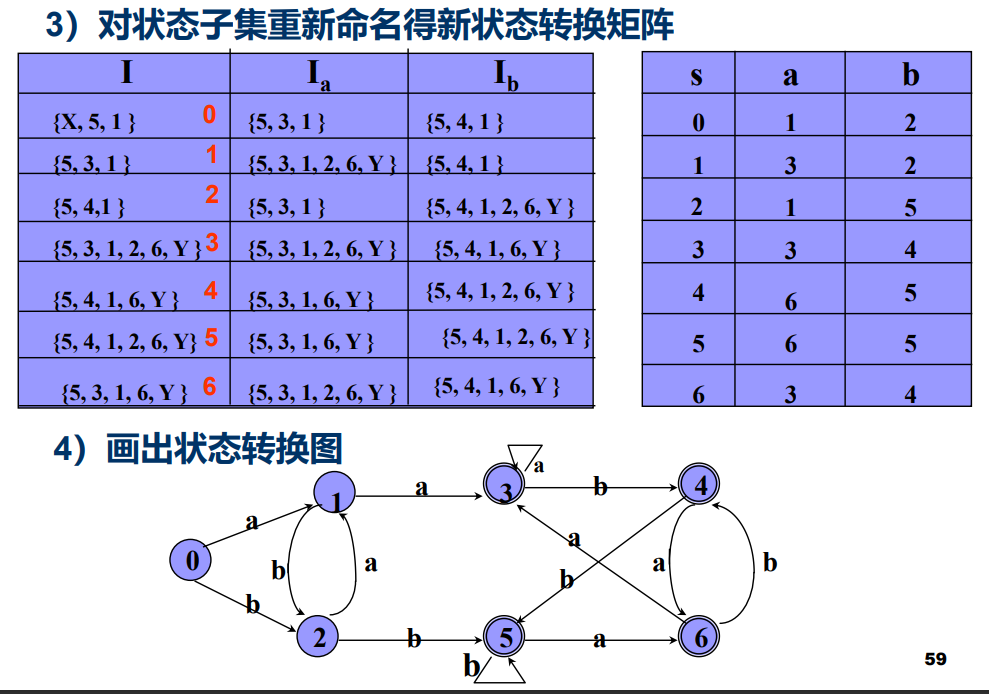 3）对状态子集重新命名得新状态转换矩阵
I Ia Ib
{X, 5, 1 } 0 {5, 3, 1 } {5, 4, 1 }
{5, 3, 1 } 1 {5, 3, 1, 2, 6, Y } {5, 4, 1 }
{5, 4,1 } 2 {5, 3, 1 } {5, 4, 1, 2, 6, Y }
{5, 3, 1, 2, 6, Y } 3 {5, 3, 1, 2, 6, Y } {5, 4, 1, 6, Y }
{5, 4, 1, 6, Y } 4 {5, 3, 1, 6, Y } {5, 4, 1, 2, 6, Y }
{5, 4, 1, 2, 6, Y} 5 {5, 3, 1, 6, Y } {5, 4, 1, 2, 6, Y }
{5, 3, 1, 6, Y } 6 {5, 3, 1, 2, 6, Y } {5, 4, 1, 6, Y }
s a b
0 1 2
1 3 2
2 1 5
3 3 4
4 6 5
5 6 5
6 3 4
4）画出状态转换图
a
1 a 3 b 4
a
a
0 b a b a b
b
2 b 5 a 6
b
59